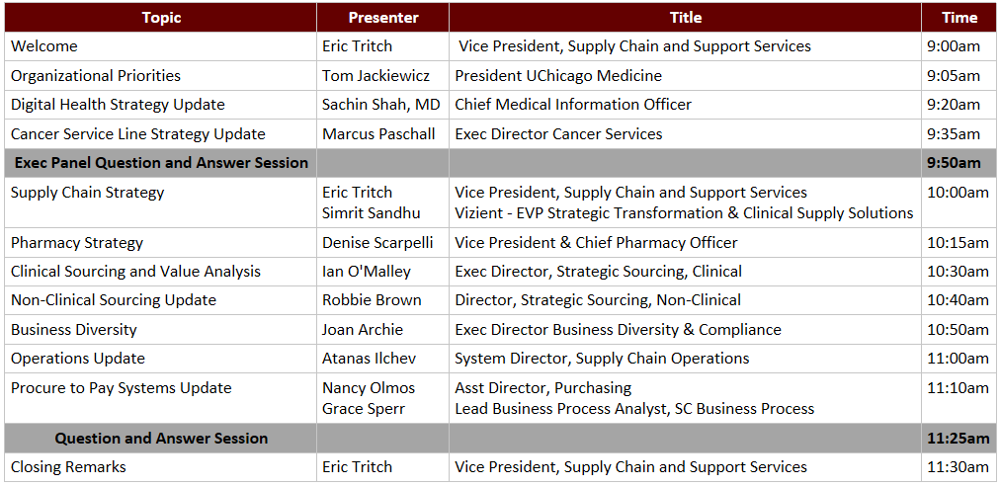 Topic Presenter Title Time
Welcome Eric Tritch Vice President, Supply Chain and Support Services 9:00am
Organizational Priorities Tom Jackiewicz President UChicago Medicine 9:05am
Digital Health Strategy Update Sachin Shah, MD Chief Medical Information Officer 9:20am
Cancer Service Line Strategy Update Marcus Paschall Exec Director Cancer Services 9:35am
Exec Panel Question and Answer Session 9:50am
Supply Chain Strategy Eric Tritch Vice President, Supply Chain and Support Services 10:00am
Simrit Sandhu Vizient - EVP Strategic Transformation & Clinical Supply Solutions
Pharmacy Strategy Denise Scarpelli Vice President & Chief Pharmacy Officer 10:15am
Clinical Sourcing and Value Analysis Ian O'Malley Exec Director, Strategic Sourcing, Clinical 10:30am
Non-Clinical Sourcing Update Robbie Brown Director, Strategic Sourcing, Non-Clinical 10:40am
Business Diversity Joan Archie Exec Director Business Diversity & Compliance 10:50am
Operations Update Atanas Ilchev System Director, Supply Chain Operations 11:00am
Procure to Pay Systems Update Nancy Olmos Asst Director, Purchasing 11:10am
Grace Sperr Lead Business Process Analyst, SC Business Process
Question and Answer Session 11:25am
Closing Remarks Eric Tritch Vice President, Supply Chain and Support Services 11:30am